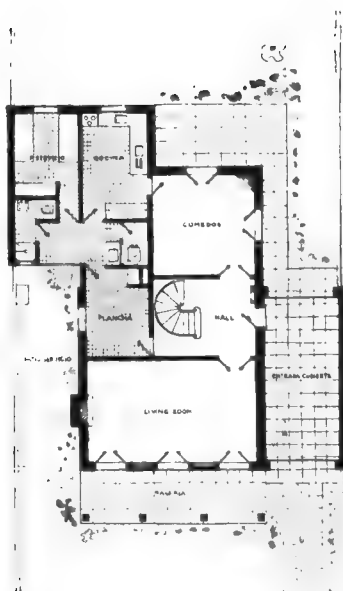 COCINA
COMEDOR
PLANCHA
HALL
ENTRADA CUBIERTA
LIVING ROOM
GALERIA